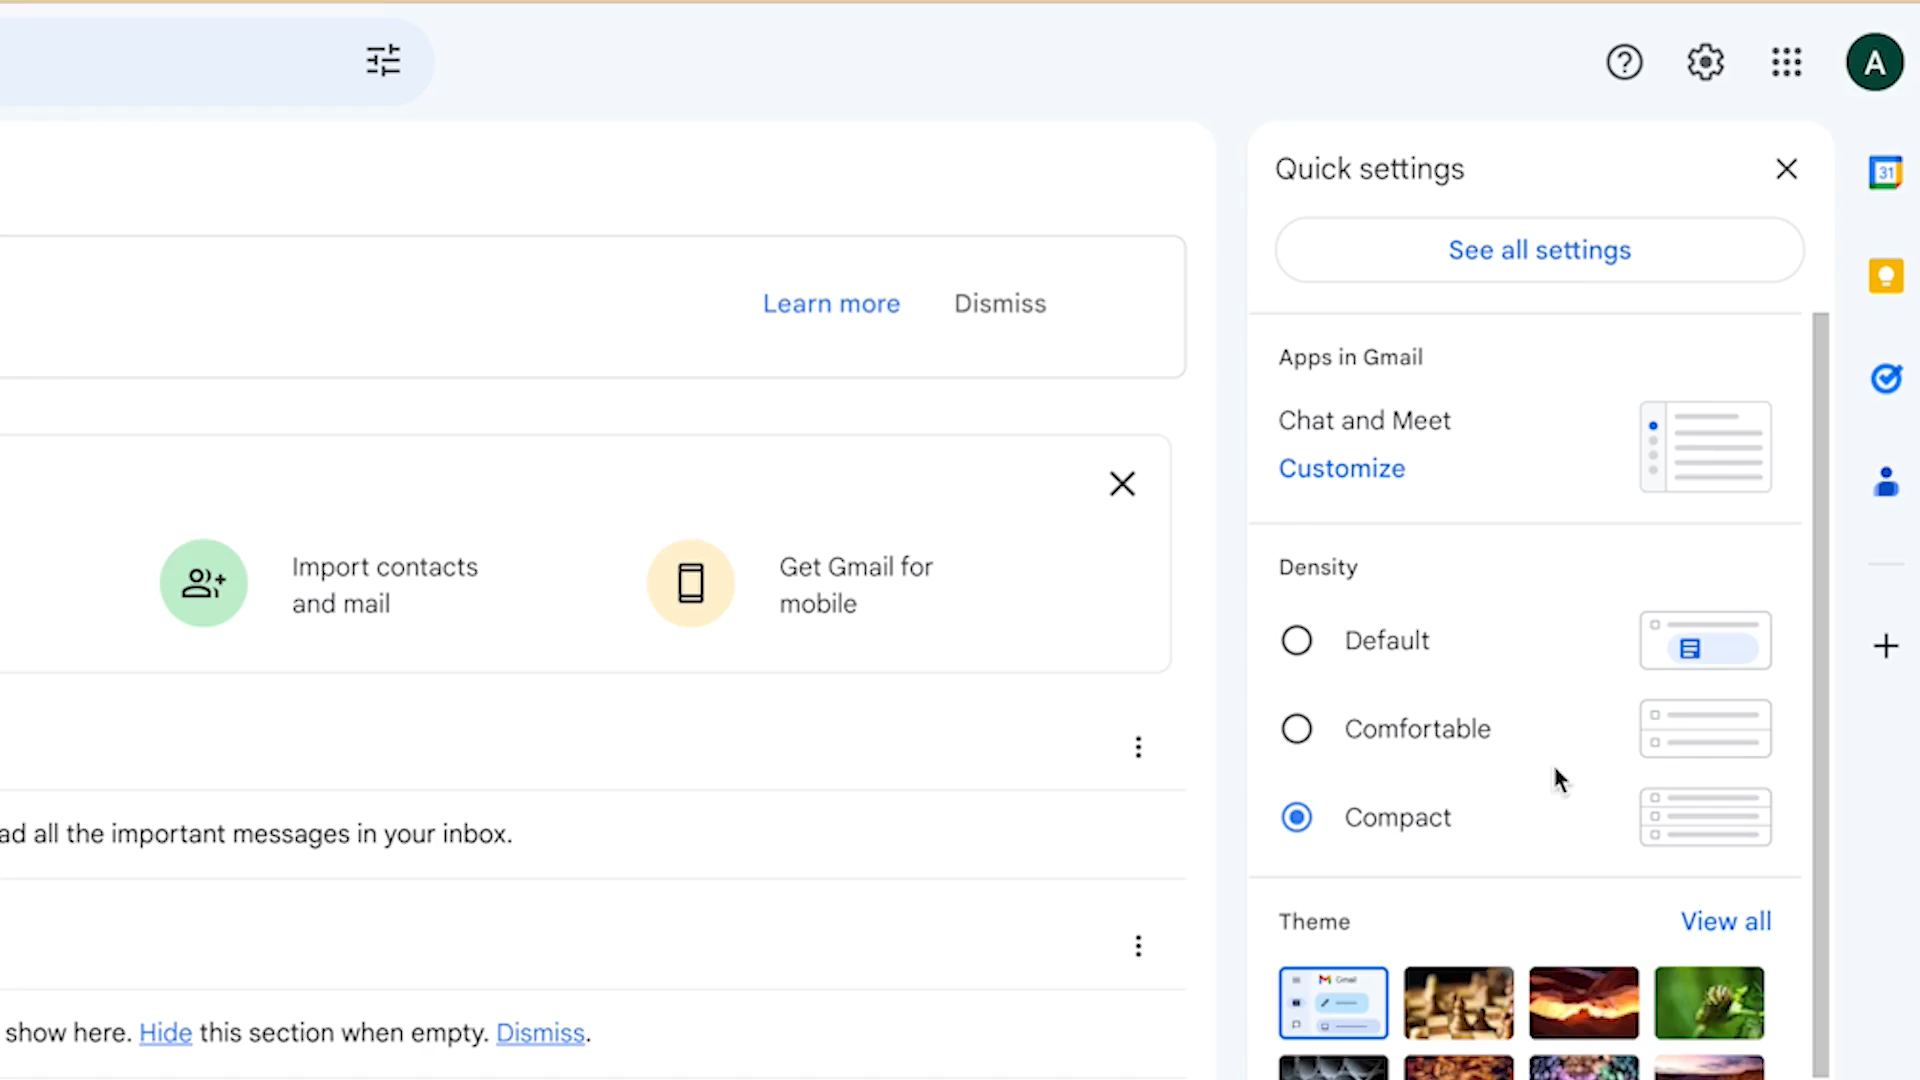 A
Quick settings
31
See all settings
Learn more Dismiss
Apps in Gmail
Chat and Meet
Customize
Import contacts
and mail
Get Gmail for
mobile
Density
Default
Comfortable
Compact
ad all the important messages in your inbox.
Theme View all
Gmail
show here. Hide this section when empty. Dismiss.